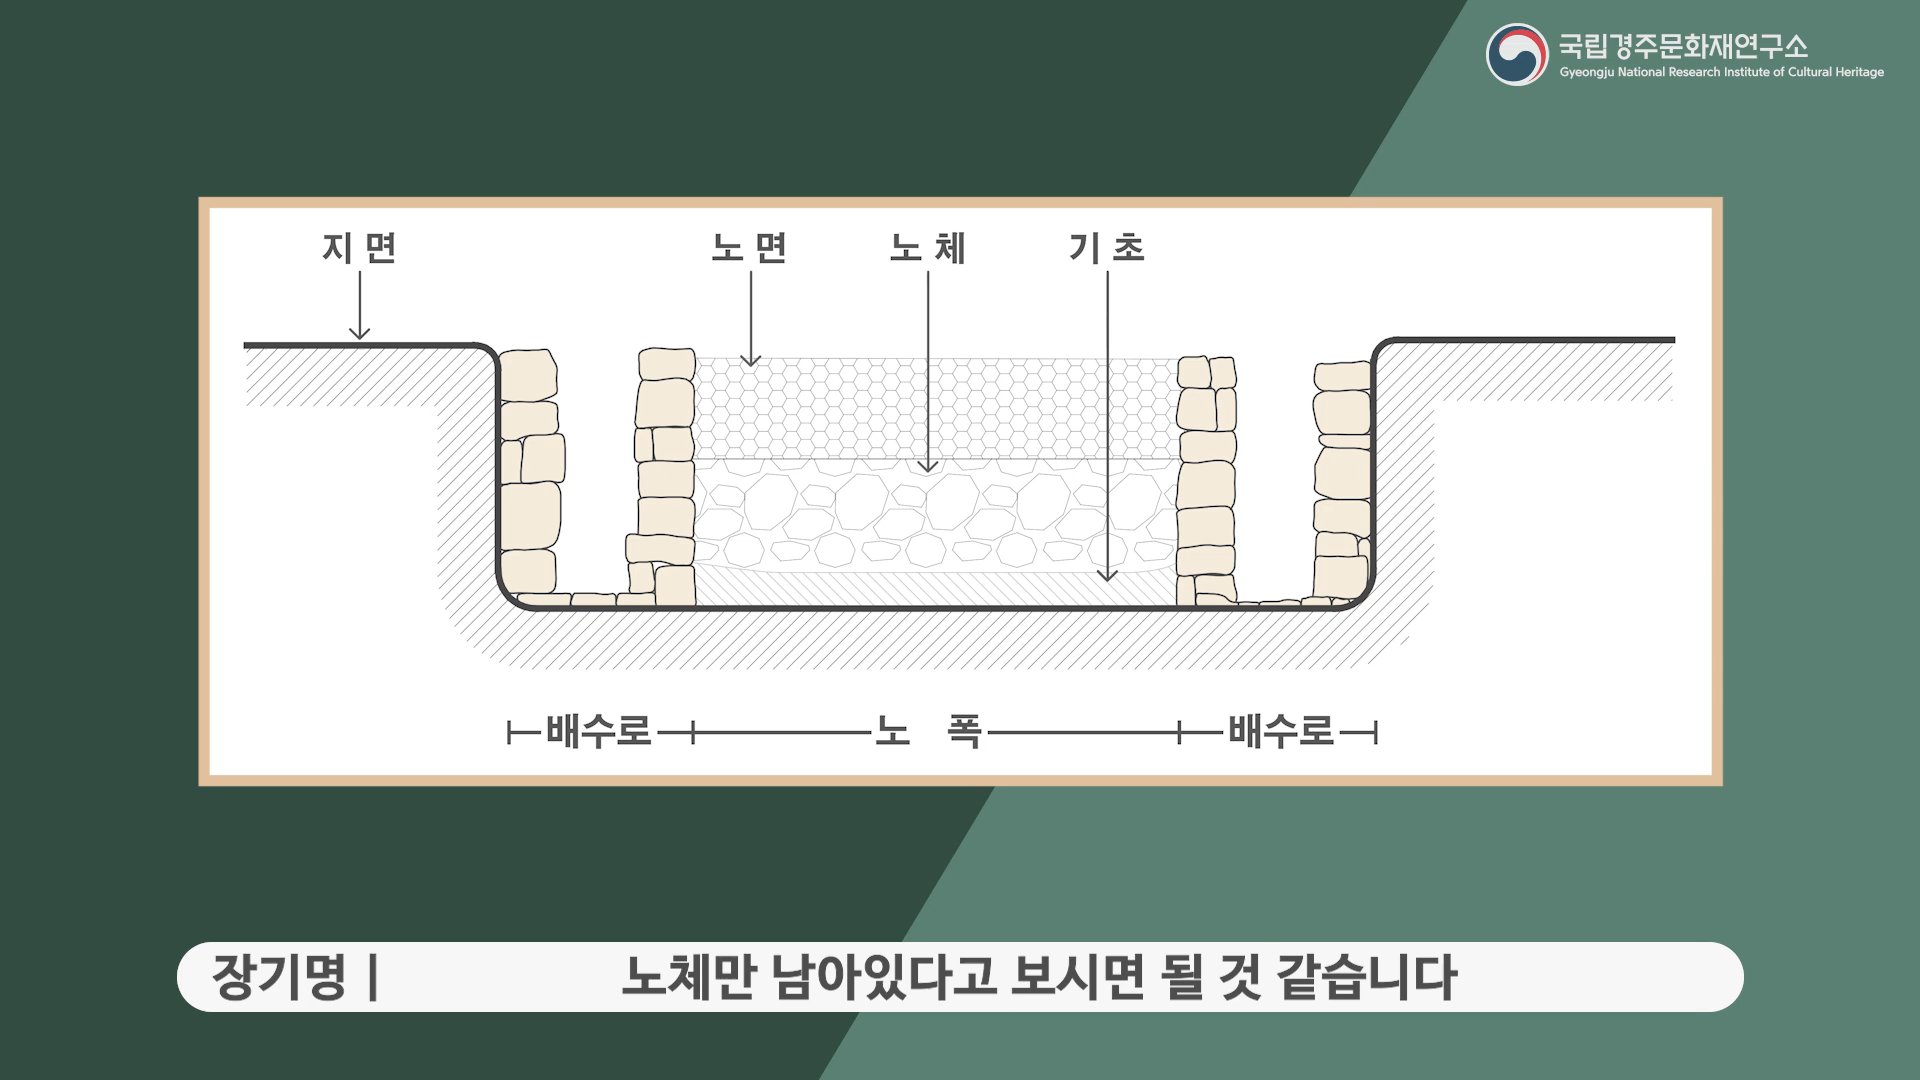 국립경주문화재연구소
Gyeongju National Research Institute of Cultural Heritage
지 면 노 면 노 체 기 초
배수로 노 폭 배수로
장기명 | 노체만 남아있다고 보시면 될 것 같습니다